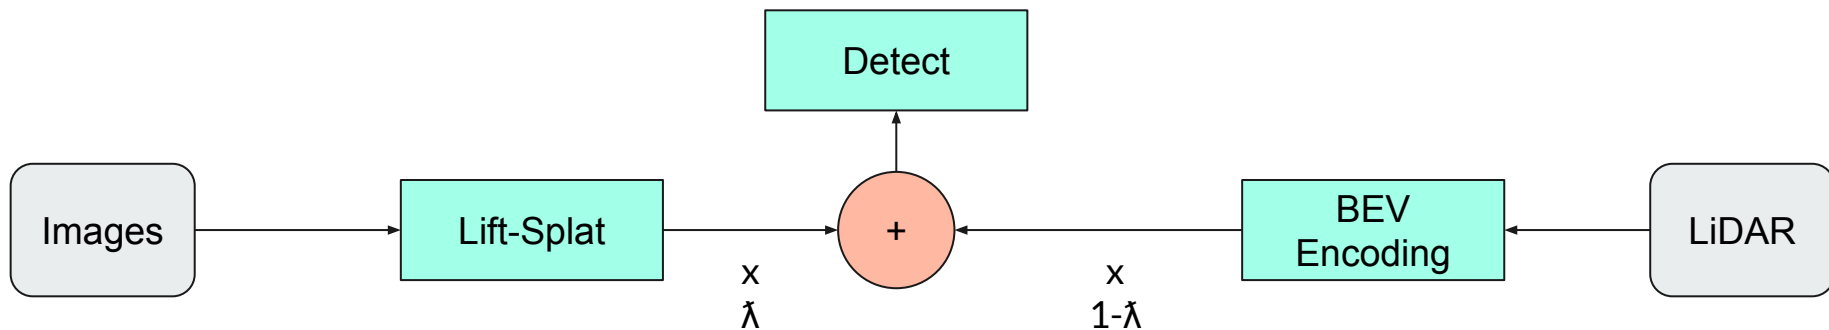 Detect
Images
Lift-Splat
+
BEV
Encoding
LiDAR
x
ƛ
x
1-ƛ